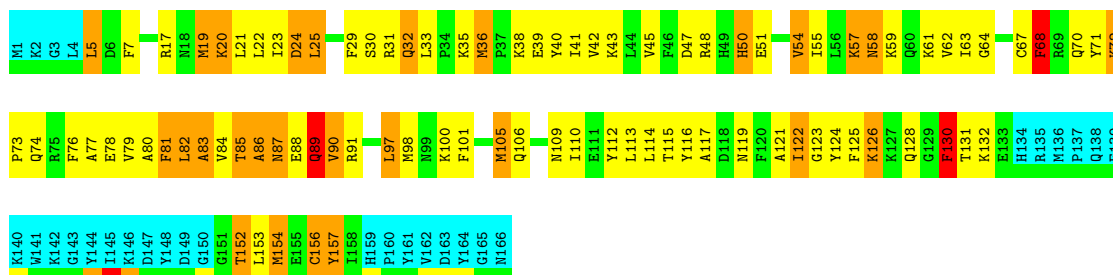 M1 K2 G3 L4 L5 D6 F7 R17 N18 M19 K20 L21 L22 I23 D24 L25 F29 S30 R31 Q32 L33 P34 K35 M36 P37 K38 E39 Y40 I41 V42 K43 L44 V45 F46 D47 R48 H49 H50 E51 V54 I55 L56 K57 N58 K59 Q60 K61 V62 I63 G64 G67 F68 R69 Q70 Y71
P73 Q74 R75 F76 A77 E78 V79 A80 F81 L82 A83 V84 T85 A86 N87 E88 Q89 V90 R91 L97 M98 N99 K100 F101 M105 Q106 N109 I110 E111 Y112 L113 L114 T115 Y116 A117 D118 N119 F120 A121 I122 G123 Y124 F125 K126 K127 Q128 G129 F130 T131 K132 E133 H134 R135 M136 P137 Q138
K140 W141 K142 G143 Y144 I145 K146 D147 Y148 D149 G150 G151 T152 L153 M154 E155 C156 Y157 I158 H159 P160 Y161 V162 D163 Y164 G165 N166